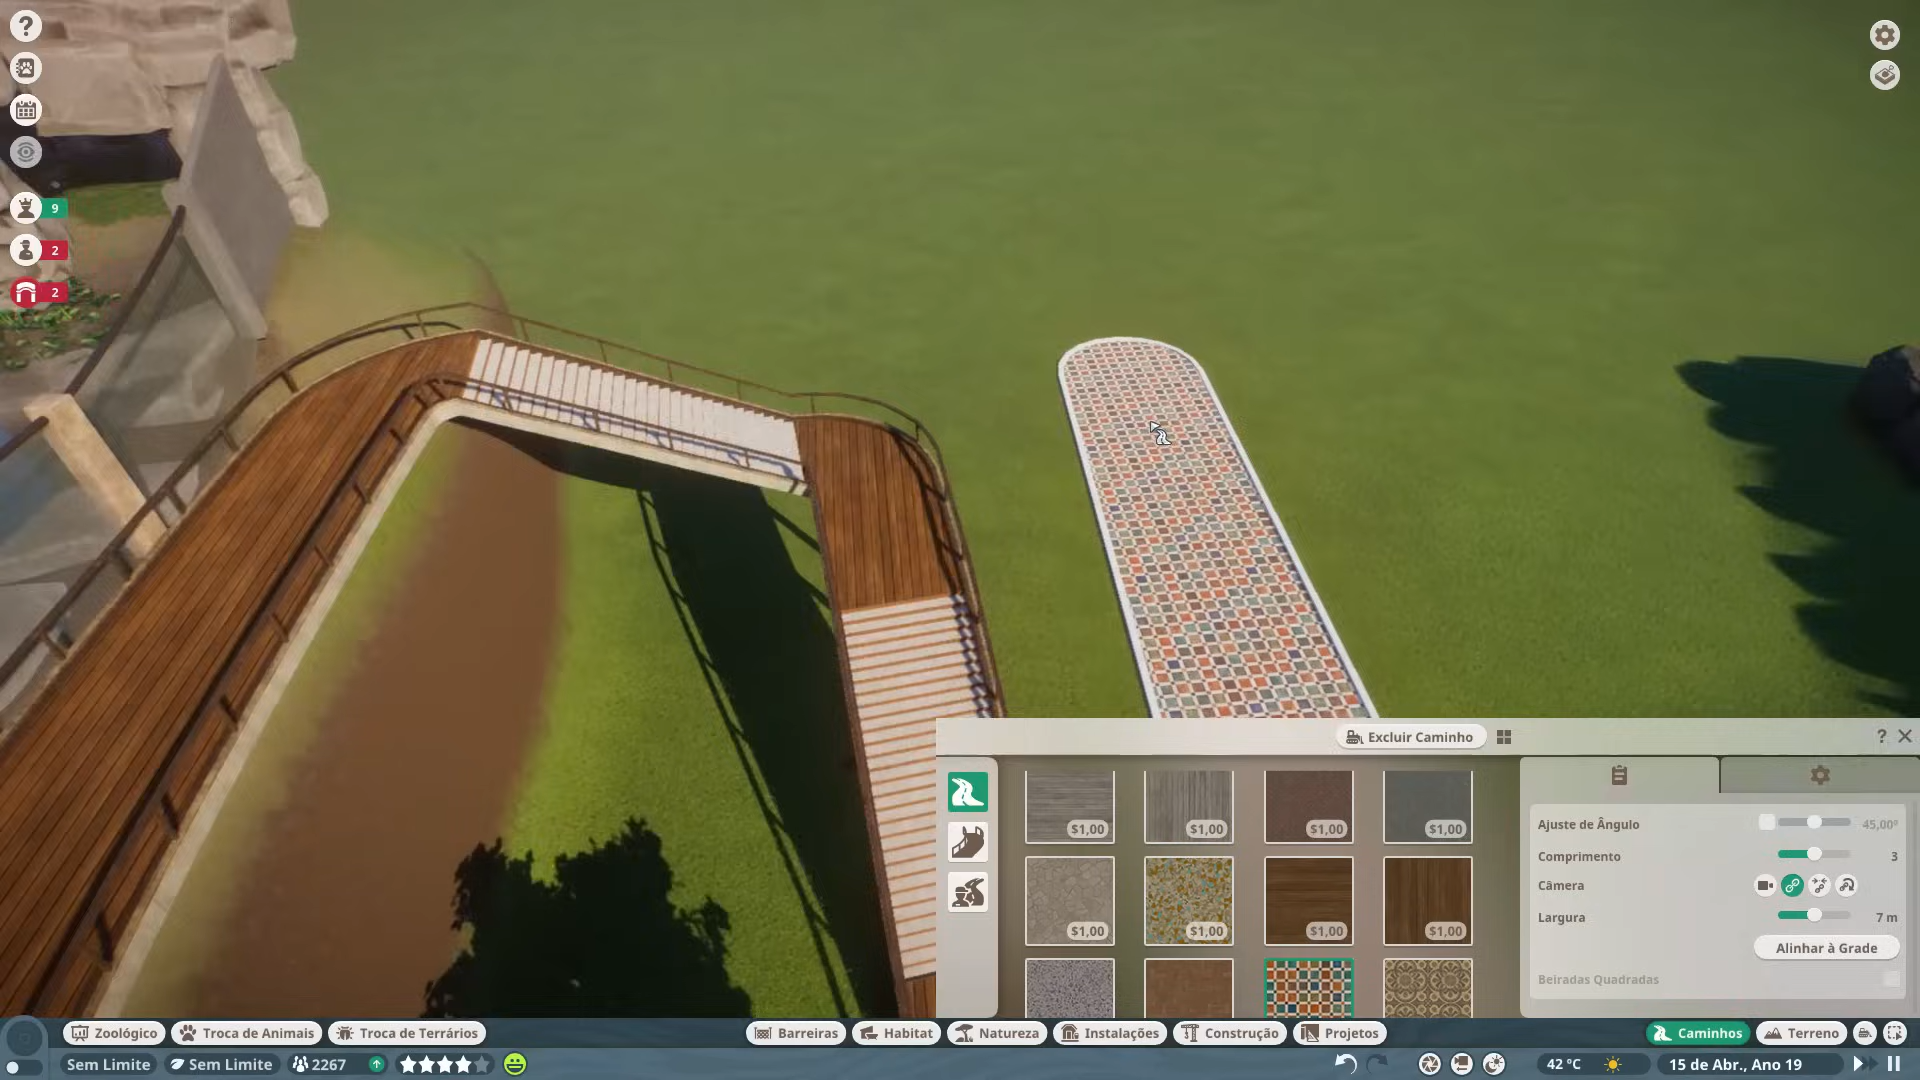 ?
9
2
2
Excluir Caminho
?
$1,00
$1,00
$1,00
$1,00
$1,00
$1,00
$1,00
$1,00
Ajuste de Ângulo
45,00º
Comprimento
3
Câmera
Largura
7 m
Alinhar à Grade
Beiradas Quadradas
Zoológico
Troca de Animais
Troca de Terrários
Barreiras
Habitat
Natureza
Instalações
Construção
Projetos
Caminhos
Terreno
Sem Limite
Sem Limite
2267
42 °C
15 de Abr., Ano 19